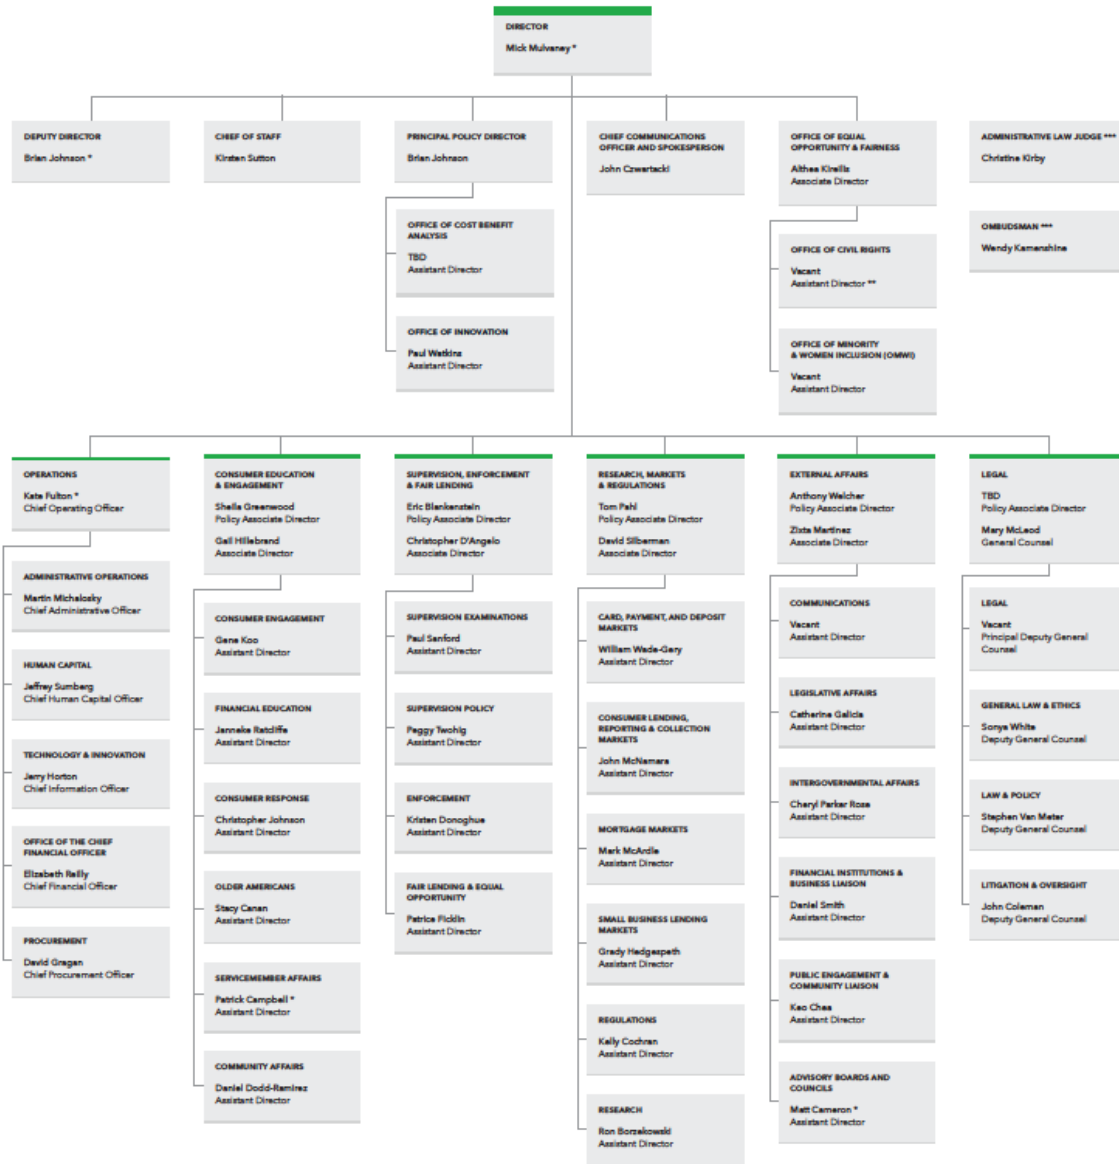 DIRECTOR
Mick Mulvaney *
DEPUTY DIRECTOR
Brian Johnson *
CHIEF OF STAFF
Kirsten Sutton
PRINCIPAL POLICY DIRECTOR
Brian Johnson
CHIEF COMMUNICATIONS
OFFICER AND SPOKESPERSON
John Czwartacki
OFFICE OF EQUAL
OPPORTUNITY & FAIRNESS
Althea Kireilis
Associate Director
ADMINISTRATIVE LAW JUDGE ***
Christine Kirby
OFFICE OF COST BENEFIT
ANALYSIS
TBD
Assistant Director
OFFICE OF INNOVATION
Paul Watkins
Assistant Director
OFFICE OF CIVIL RIGHTS
Vacant
Assistant Director **
OFFICE OF MINORITY
& WOMEN INCLUSION (OMWI)
Vacant
Assistant Director
OMBUDSMAN ***
Wendy Kamenshine
OPERATIONS
Kate Fulton *
Chief Operating Officer
ADMINISTRATIVE OPERATIONS
Martin Michalosky
Chief Administrative Officer
HUMAN CAPITAL
Jeffrey Sumberg
Chief Human Capital Officer
TECHNOLOGY & INNOVATION
Jerry Horton
Chief Information Officer
OFFICE OF THE CHIEF
FINANCIAL OFFICER
Elizabeth Reilly
Chief Financial Officer
PROCUREMENT
David Gragan
Chief Procurement Officer
CONSUMER EDUCATION
& ENGAGEMENT
Sheila Greenwood
Policy Associate Director
Gail Hillebrand
Associate Director
CONSUMER ENGAGEMENT
Gene Koo
Assistant Director
FINANCIAL EDUCATION
Janneke Ratcliffe
Assistant Director
CONSUMER RESPONSE
Christopher Johnson
Assistant Director
OLDER AMERICANS
Stacy Canan
Assistant Director
SERVICEMEMBER AFFAIRS
Patrick Campbell *
Assistant Director
COMMUNITY AFFAIRS
Daniel Dodd-Ramirez
Assistant Director
SUPERVISION, ENFORCEMENT
& FAIR LENDING
Eric Blankenstein
Policy Associate Director
Christopher D'Angelo
Associate Director
SUPERVISION EXAMINATIONS
Paul Sanford
Assistant Director
SUPERVISION POLICY
Peggy Twohig
Assistant Director
ENFORCEMENT
Kristen Donoghue
Assistant Director
FAIR LENDING & EQUAL
OPPORTUNITY
Patrice Ficklin
Assistant Director
RESEARCH, MARKETS
& REGULATIONS
Tom Pahl
Policy Associate Director
David Silberman
Associate Director
CARD, PAYMENT, AND DEPOSIT
MARKETS
William Wade-Gery
Assistant Director
CONSUMER LENDING,
REPORTING & COLLECTION
MARKETS
John McNamara
Assistant Director
MORTGAGE MARKETS
Mark McArdle
Assistant Director
SMALL BUSINESS LENDING
MARKETS
Grady Hedgespeth
Assistant Director
REGULATIONS
Kelly Cochran
Assistant Director
RESEARCH
Ron Borzekowski
Assistant Director
EXTERNAL AFFAIRS
Anthony Welcher
Policy Associate Director
Zixta Martinez
Associate Director
COMMUNICATIONS
Vacant
Assistant Director
LEGISLATIVE AFFAIRS
Catherine Galicia
Assistant Director
INTERGOVERNMENTAL AFFAIRS
Cheryl Parker Rose
Assistant Director
FINANCIAL INSTITUTIONS &
BUSINESS LIAISON
Daniel Smith
Assistant Director
PUBLIC ENGAGEMENT &
COMMUNITY LIAISON
Keo Chea
Assistant Director
ADVISORY BOARDS AND
COUNCILS
Matt Cameron *
Assistant Director
LEGAL
TBD
Policy Associate Director
Mary McLeod
General Counsel
LEGAL
Vacant
Principal Deputy General
Counsel
GENERAL LAW & ETHICS
Sonya White
Deputy General Counsel
LAW & POLICY
Stephen Van Meter
Deputy General Counsel
LITIGATION & OVERSIGHT
John Coleman
Deputy General Counsel